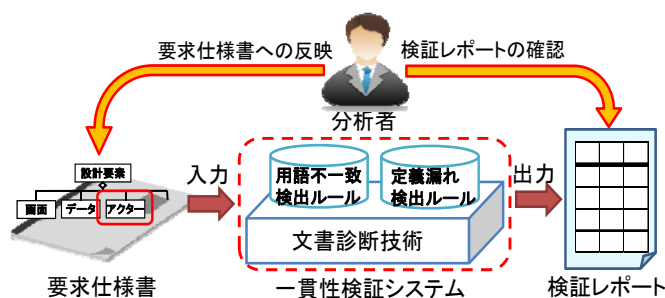 要求仕様書への反映
検証レポートの確認
分析者
設計要素
画面
データ
アクター
入力
用語不一致
検出ルール
定義漏れ
検出ルール
文書診断技術
出力
要求仕様書
一貫性検証システム
検証レポート